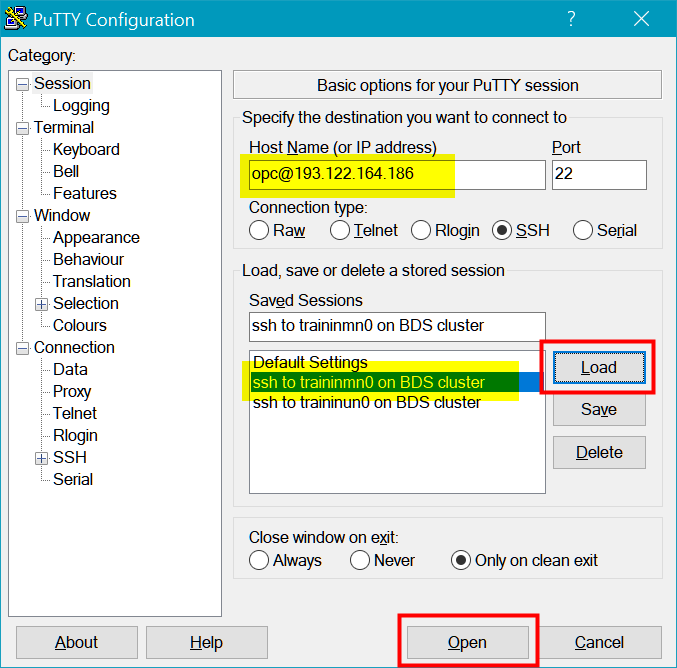 PuTTY Configuration
?
Category:
Session
Logging
Terminal
Keyboard
Bell
Features
Window
Appearance
Behaviour
Translation
Selection
Colours
Connection
Data
Proxy
Telnet
Rlogin
SSH
Serial
Basic options for your PuTTY session
Specify the destination you want to connect to
Host Name (or IP address) Port
opc@193.122.164.186 22
Connection type:
Raw Telnet Rlogin SSH Serial
Load, save or delete a stored session
Saved Sessions
ssh to traininmn0 on BDS cluster
Default Settings
ssh to traininmn0 on BDS cluster
ssh to traininun0 on BDS cluster
Load
Save
Delete
Close window on exit:
Always Never Only on clean exit
About Help Open Cancel